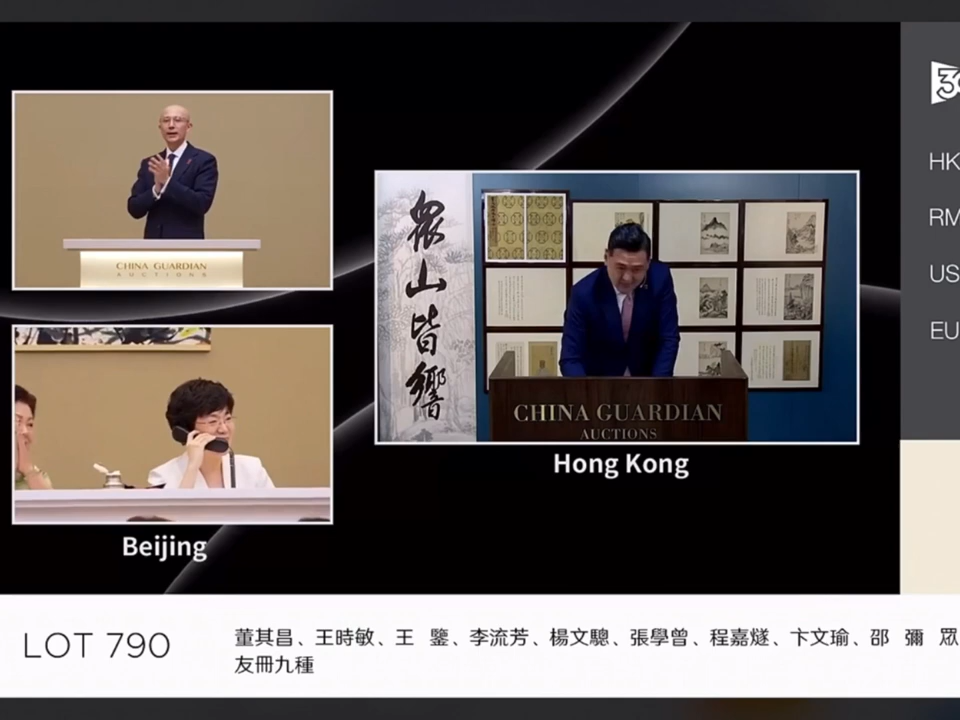 CHINA GUARDIAN
AUCTIONS
Beijing
眾山皆響
CHINA GUARDIAN
AUCTIONS
Hong Kong
HK
RM
US
EU
LOT 790
董其昌、王時敏、王 鑒、李流芳、楊文驄、張學曾、程嘉燧、卞文瑜、邵 彌 眾
友冊九種